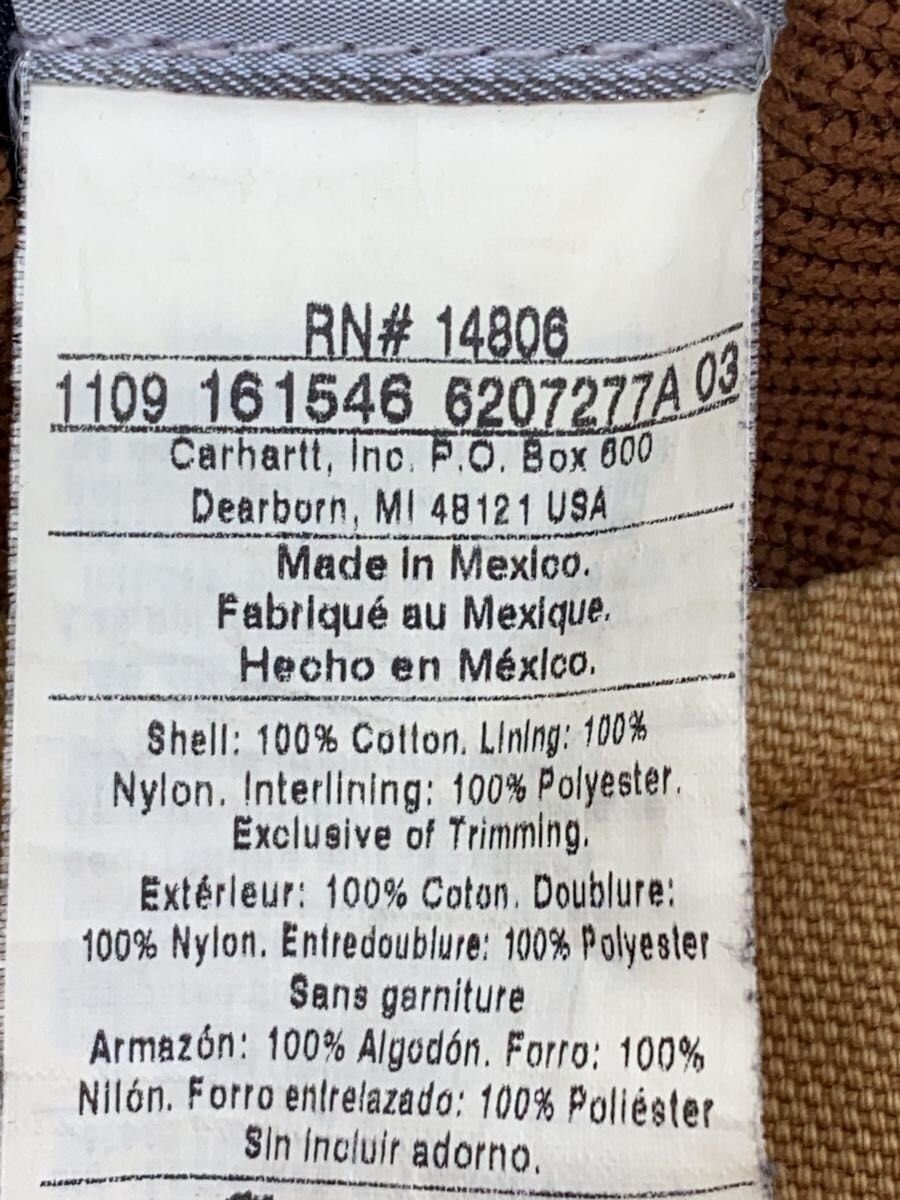 RN# 14806
1109 161546 6207277A 03
Carhartt, Inc. P.O. Box 600
Dearborn, MI 48121 USA
Made in Mexico.
Fabriqué au Mexique.
Hecho en México.
Shell: 100% Cotton. Lining: 100%
Nylon. Interlining: 100% Polyester.
Exclusive of Trimming.
Extérieur: 100% Coton. Doublure:
100% Nylon. Entredoublure: 100% Polyester
Sans garniture
Armazón: 100% Algodón. Forro: 100%
Nilón. Forro entrelazado: 100% Poliéster
Sin incluir adorno.